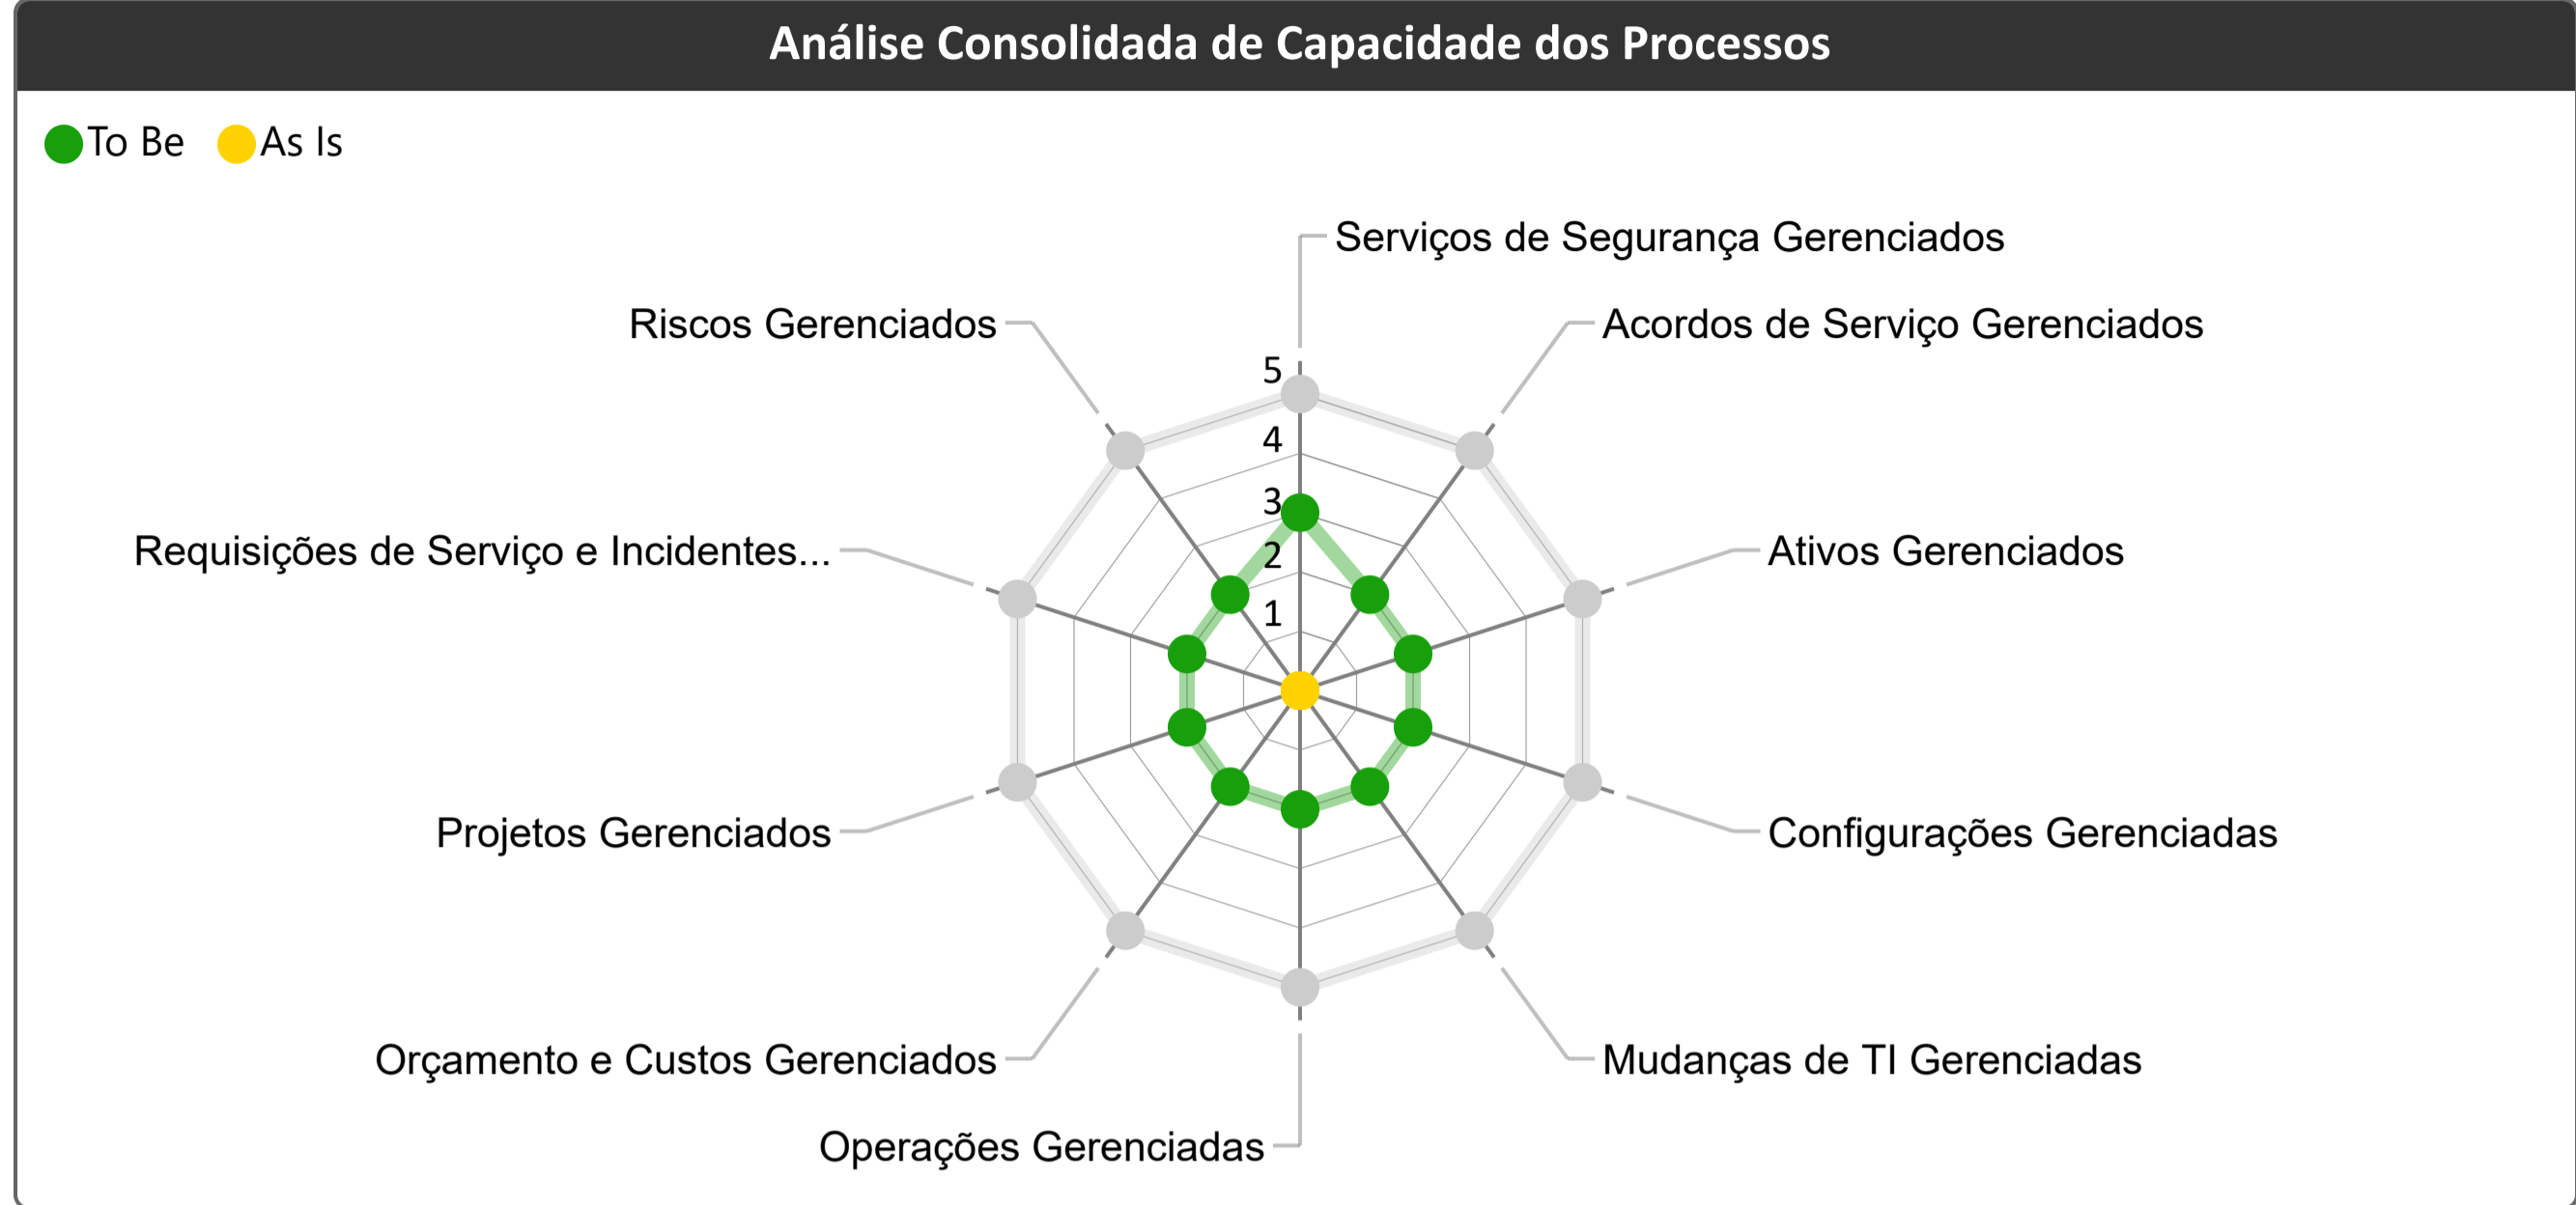 Análise Consolidada de Capacidade dos Processos
To Be
As Is
Serviços de Segurança Gerenciados
Riscos Gerenciados
Acordos de Serviço Gerenciados
5
4
3
Requisições de Serviço e Incidentes...
Ativos Gerenciados
2
1
Projetos Gerenciados
Configurações Gerenciadas
Orçamento e Custos Gerenciados
Mudanças de TI Gerenciadas
Operações Gerenciadas